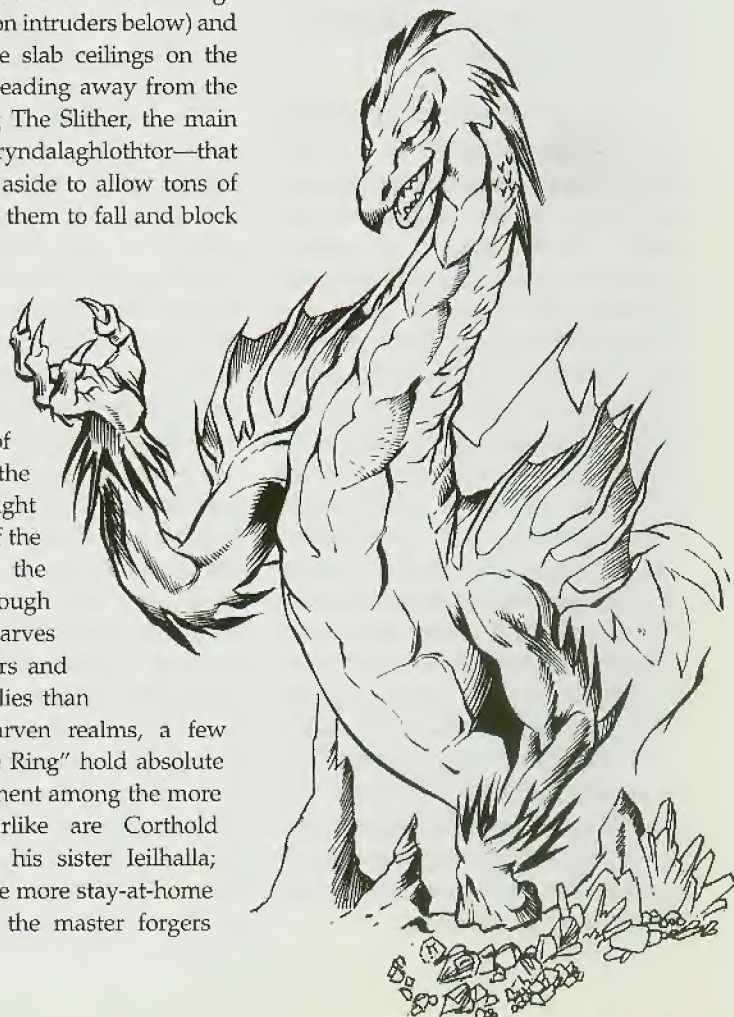 on intruders below) and
e slab ceilings on the
eading away from the
The Slither, the main
ryndalaghlothtor—that
aside to allow tons of
them to fall and block
of
the
ight
f the
the
ough
arves
rs and
lies than
arven realms, a few
Ring" hold absolute
nent among the more
rlike are Corthold
his sister Ieilhalla;
e more stay-at-home
the master forgers